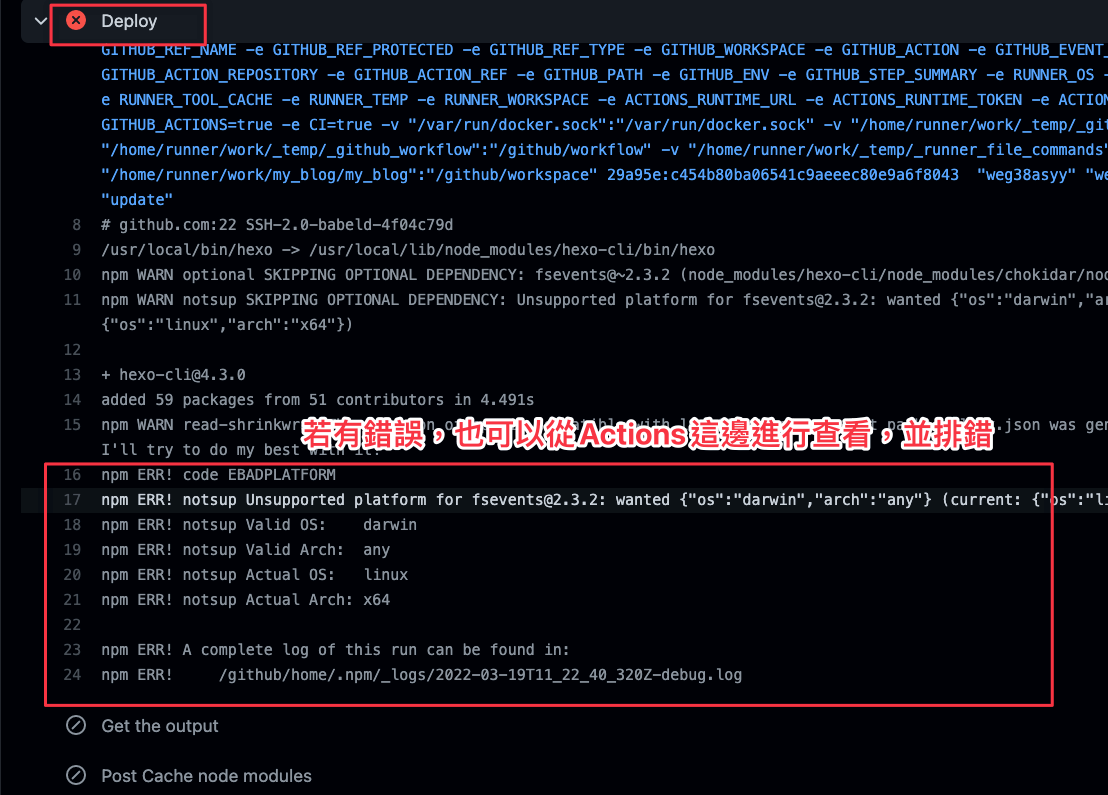 Deploy
GITHUB_REF_NAME -e GITHUB_REF_PROTECTED -e GITHUB_REF_TYPE -e GITHUB_WORKSPACE -e GITHUB_ACTION -e GITHUB_EVENT_
GITHUB_ACTION_REPOSITORY -e GITHUB_ACTION_REF -e GITHUB_PATH -e GITHUB_ENV -e GITHUB_STEP_SUMMARY -e RUNNER_OS -
e RUNNER_TOOL_CACHE -e RUNNER_TEMP -e RUNNER_WORKSPACE -e ACTIONS_RUNTIME_URL -e ACTIONS_RUNTIME_TOKEN -e ACTION
GITHUB_ACTIONS=true -e CI=true -v "/var/run/docker.sock":"/var/run/docker.sock" -v "/home/runner/work/_temp/_git
"/home/runner/work/_temp/_github_workflow":"/github/workflow" -v "/home/runner/work/_temp/_runner_file_commands"
"/home/runner/work/my_blog/my_blog":"/github/workspace" 29a95e:c454b80ba06541c9aeeec80e9a6f8043 "weg38asyy" "we
"update"
8 # github.com:22 SSH-2.0-babeld-4f04c79d
9 /usr/local/bin/hexo -> /usr/local/lib/node_modules/hexo-cli/bin/hexo
10 npm WARN optional SKIPPING OPTIONAL DEPENDENCY: fsevents@~2.3.2 (node_modules/hexo-cli/node_modules/chokidar/nod
11 npm WARN notsup SKIPPING OPTIONAL DEPENDENCY: Unsupported platform for fsevents@2.3.2: wanted {"os":"darwin","ar
{"os":"linux","arch":"x64"})
12
13 + hexo-cli@4.3.0
14 added 59 packages from 51 contributors in 4.491s
15 npm WARN read-shrinkwr .json was gen
若有錯誤，也可以從Actions這邊進行查看，並排錯
I'll try to do my best with it!
16 npm ERR! code EBADPLATFORM
17 npm ERR! notsup Unsupported platform for fsevents@2.3.2: wanted {"os":"darwin","arch":"any"} (current: {"os":"li
18 npm ERR! notsup Valid OS:    darwin
19 npm ERR! notsup Valid Arch:  any
20 npm ERR! notsup Actual OS:   linux
21 npm ERR! notsup Actual Arch: x64
22
23 npm ERR! A complete log of this run can be found in:
24 npm ERR!     /github/home/.npm/_logs/2022-03-19T11_22_40_320Z-debug.log
Get the output
Post Cache node modules